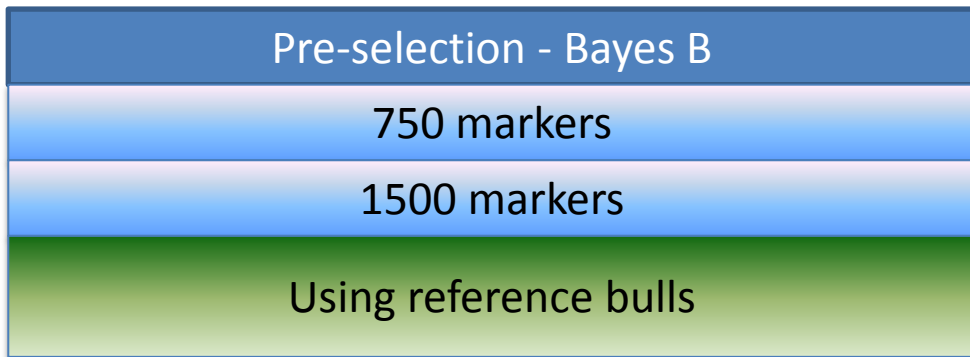 Pre-selection - Bayes B
750 markers
1500 markers
Using reference bulls